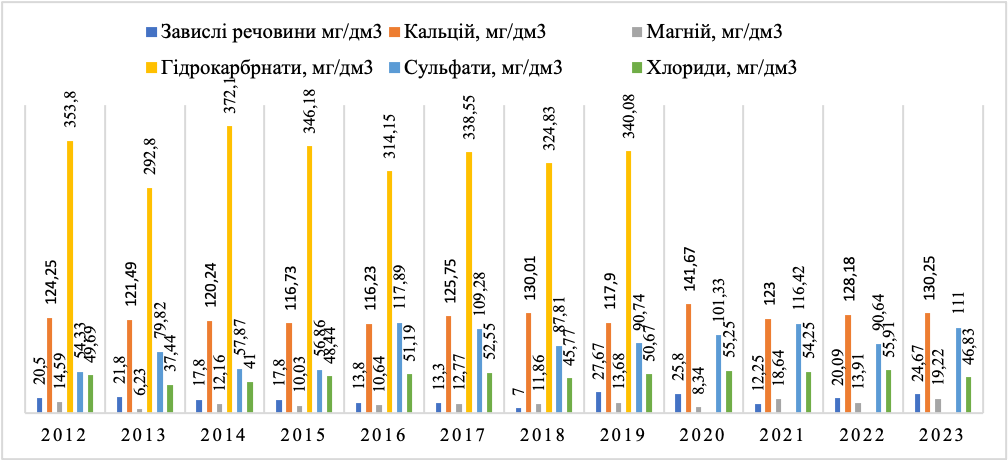 Зависlі речовини мг/дм3 Кальцій, мг/дм3 Магній, мг/дм3
Гідрокарбрнати, мг/дм3 Сульфати, мг/дм3 Хлориди, мг/дм3
20,5 124,25 14,59 353,8 54,33 49,69
21,8 121,49 6,23 292,8 79,82 37,44
17,8 120,24 12,16 372,1 57,87 41
17,8 116,73 10,03 346,18 56,86 48,44
13,8 116,23 10,64 314,15 117,89 51,19
13,3 125,75 12,77 338,55 109,28 52,55
7 130,01 11,86 324,83 87,81 45,77
27,67 117,9 13,68 340,08 90,74 50,67
25,8 141,67 8,34 101,33 55,25
12,25 123 18,64 116,42 54,25
20,09 128,18 13,91 90,64 55,91
24,67 130,25 19,22 111 46,83
2012 2013 2014 2015 2016 2017 2018 2019 2020 2021 2022 2023